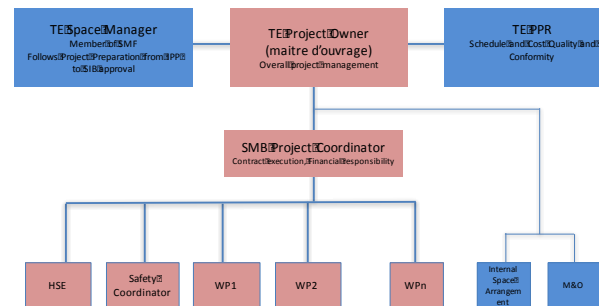 TE Space Manager
Member of SMF
Follows Project Preparation from IPP
to SIB approval
TE Project Owner
(maitre d'ouvrage)
Overall project management
TE PPR
Schedule and Cost Quality and
Conformity
SMB Project Coordinator
Contract execution, Financial responsibility
HSE
Safety
Coordinator
WP1
WP2
WPn
Internal
Space
Arrangem
ent
M&O